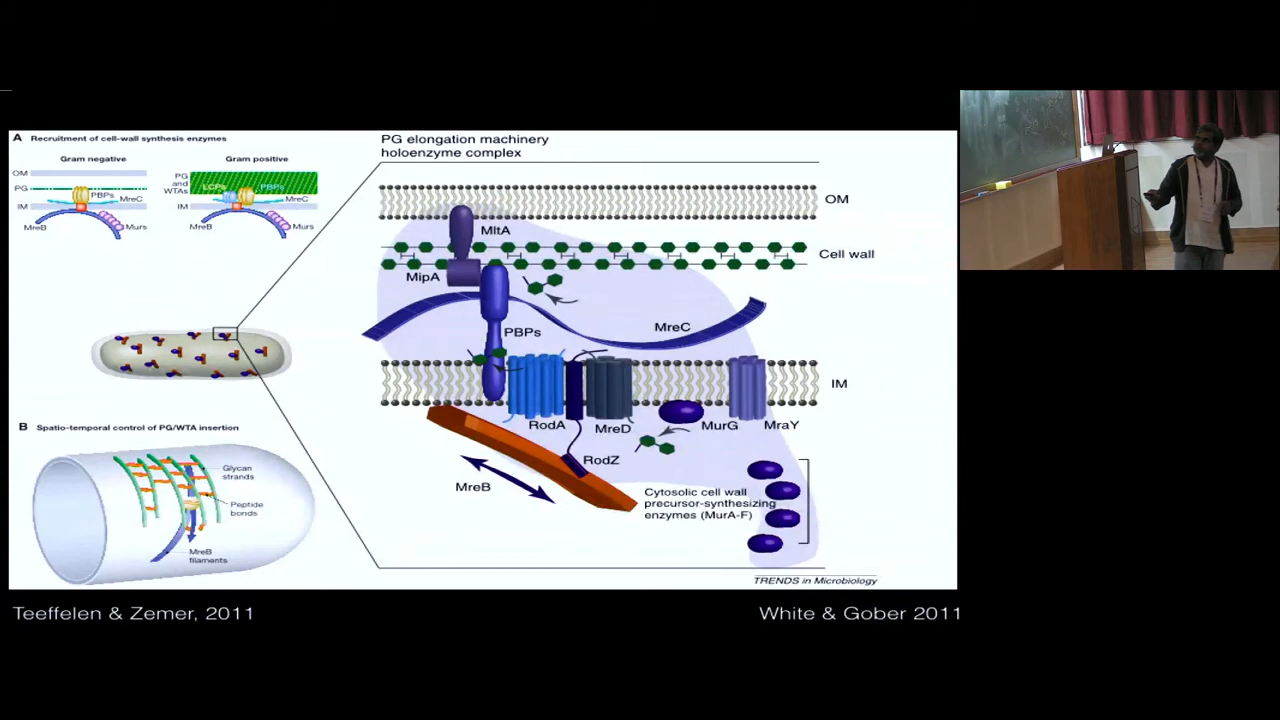 A Recruitment of cell-wall synthesis enzymes
Gram negative
Gram positive
OM
PG
IM
PBPs
MreC
MreB
Murs
PG
and
WTAs
IM
LCPs
PBPs
MreC
MreB
Murs
B Spatio-temporal control of PG/WTA insertion
Glycan
strands
Peptide
bonds
MreB
filaments
PG elongation machinery
holoenzyme complex
OM
MltA
Cell wall
MipA
PBPs
MreC
IM
RodA
MreD
MurG
MraY
RodZ
MreB
Cytosolic cell wall
precursor-synthesizing
enzymes (MurA-F)
TRENDS in Microbiology
Teeffelen & Zemer, 2011
White & Gober 2011